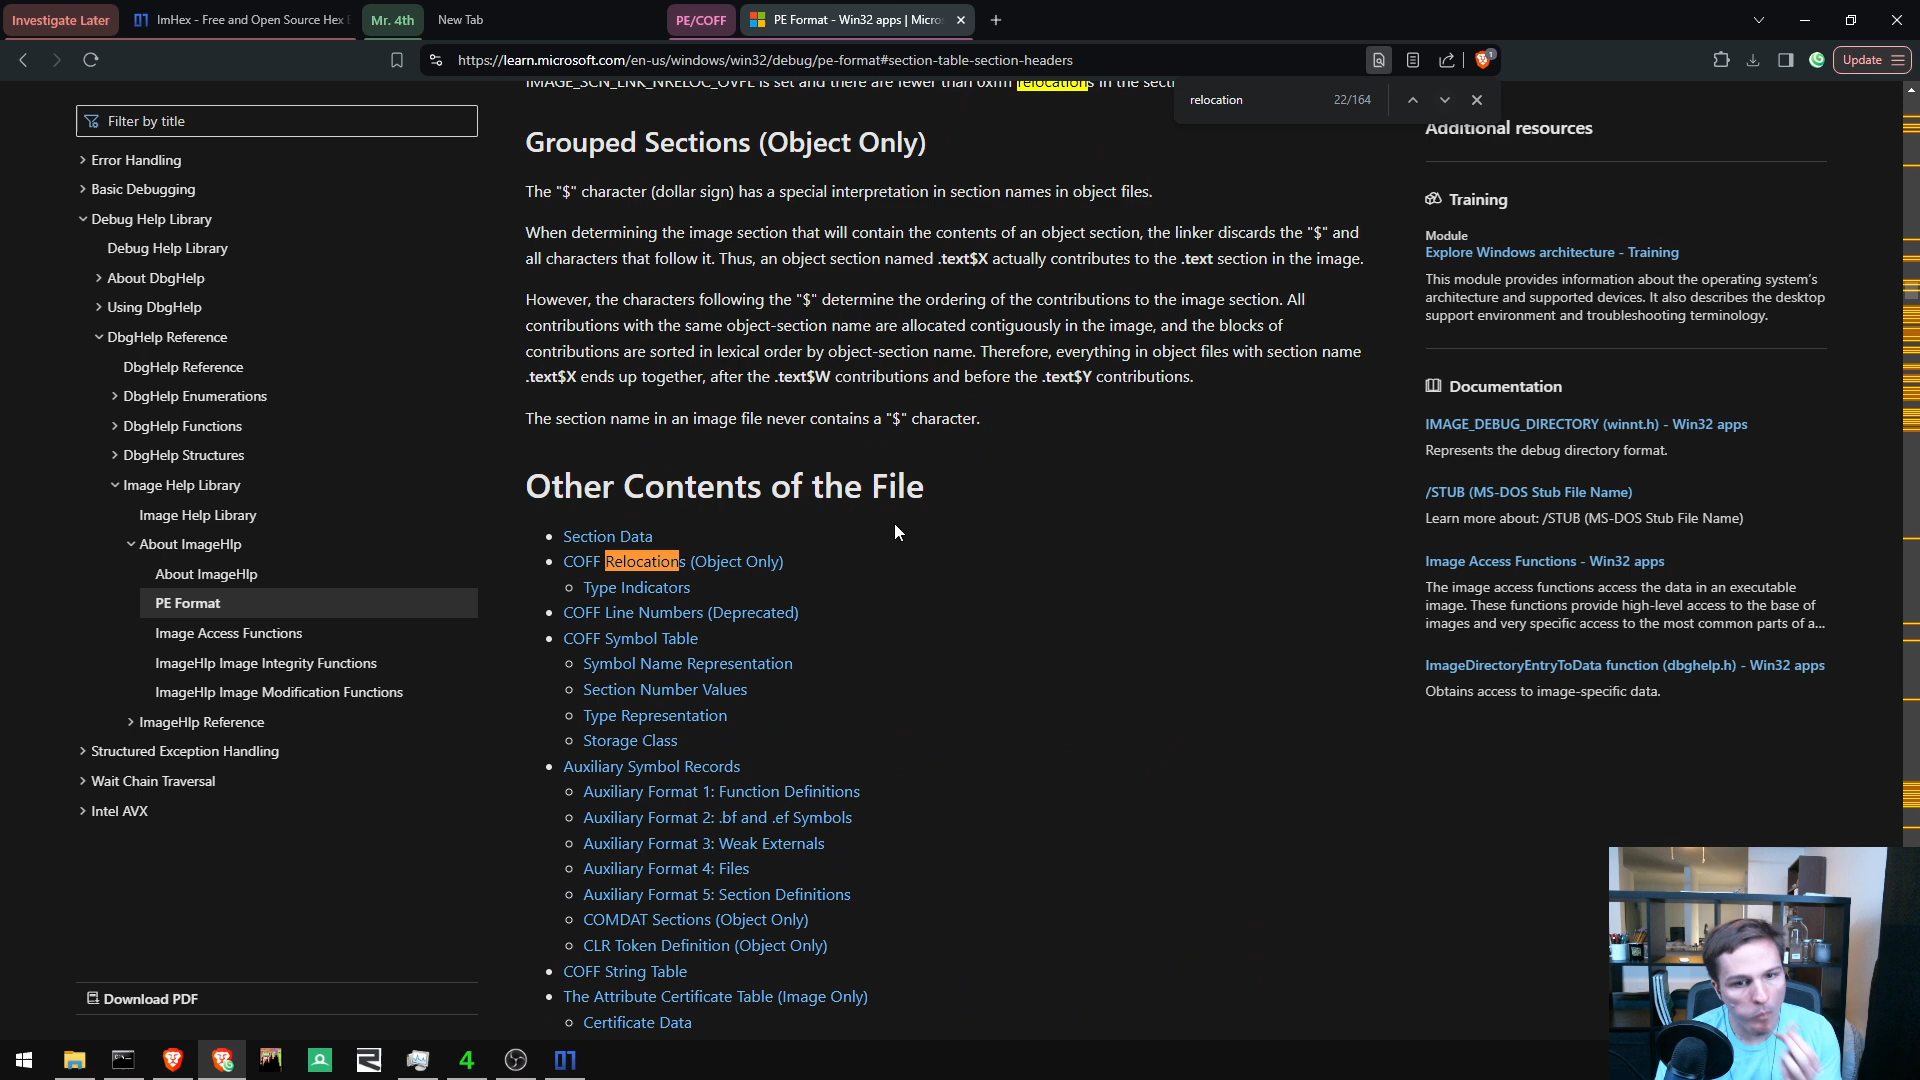 Investigate Later
ImHex - Free and Open Source Hex
Mr. 4th
New Tab
PE/COFF
PE Format - Win32 apps | Micro
https://learn.microsoft.com/en-us/windows/win32/debug/pe-format#section-table-section-headers
1
Update
relocation
22/164
IMAGE_SCN_LNK_NRELOC_OVFL is set and there are fewer than 0xffff relocations in the secti
Filter by title
Error Handling
Basic Debugging
Debug Help Library
Debug Help Library
About DbgHelp
Using DbgHelp
DbgHelp Reference
DbgHelp Reference
DbgHelp Enumerations
DbgHelp Functions
DbgHelp Structures
Image Help Library
Image Help Library
About ImageHlp
About ImageHlp
PE Format
Image Access Functions
ImageHlp Image Integrity Functions
ImageHlp Image Modification Functions
ImageHlp Reference
Structured Exception Handling
Wait Chain Traversal
Intel AVX
Download PDF
Grouped Sections (Object Only)
The "$" character (dollar sign) has a special interpretation in section names in object files.
When determining the image section that will contain the contents of an object section, the linker discards the "$" and
all characters that follow it. Thus, an object section named .text$X actually contributes to the .text section in the image.
However, the characters following the "$" determine the ordering of the contributions to the image section. All
contributions with the same object-section name are allocated contiguously in the image, and the blocks of
contributions are sorted in lexical order by object-section name. Therefore, everything in object files with section name
.text$X ends up together, after the .text$W contributions and before the .text$Y contributions.
The section name in an image file never contains a "$" character.
Other Contents of the File
Section Data
COFF Relocations (Object Only)
Type Indicators
COFF Line Numbers (Deprecated)
COFF Symbol Table
Symbol Name Representation
Section Number Values
Type Representation
Storage Class
Auxiliary Symbol Records
Auxiliary Format 1: Function Definitions
Auxiliary Format 2: .bf and .ef Symbols
Auxiliary Format 3: Weak Externals
Auxiliary Format 4: Files
Auxiliary Format 5: Section Definitions
COMDAT Sections (Object Only)
CLR Token Definition (Object Only)
COFF String Table
The Attribute Certificate Table (Image Only)
Certificate Data
Additional resources
Training
Module
Explore Windows architecture - Training
This module provides information about the operating system's
architecture and supported devices. It also describes the desktop
support environment and troubleshooting terminology.
Documentation
IMAGE_DEBUG_DIRECTORY (winnt.h) - Win32 apps
Represents the debug directory format.
/STUB (MS-DOS Stub File Name)
Learn more about: /STUB (MS-DOS Stub File Name)
Image Access Functions - Win32 apps
The image access functions access the data in an executable
image. These functions provide high-level access to the base of
images and very specific access to the most common parts of a...
ImageDirectoryEntryToData function (dbghelp.h) - Win32 apps
Obtains access to image-specific data.
4